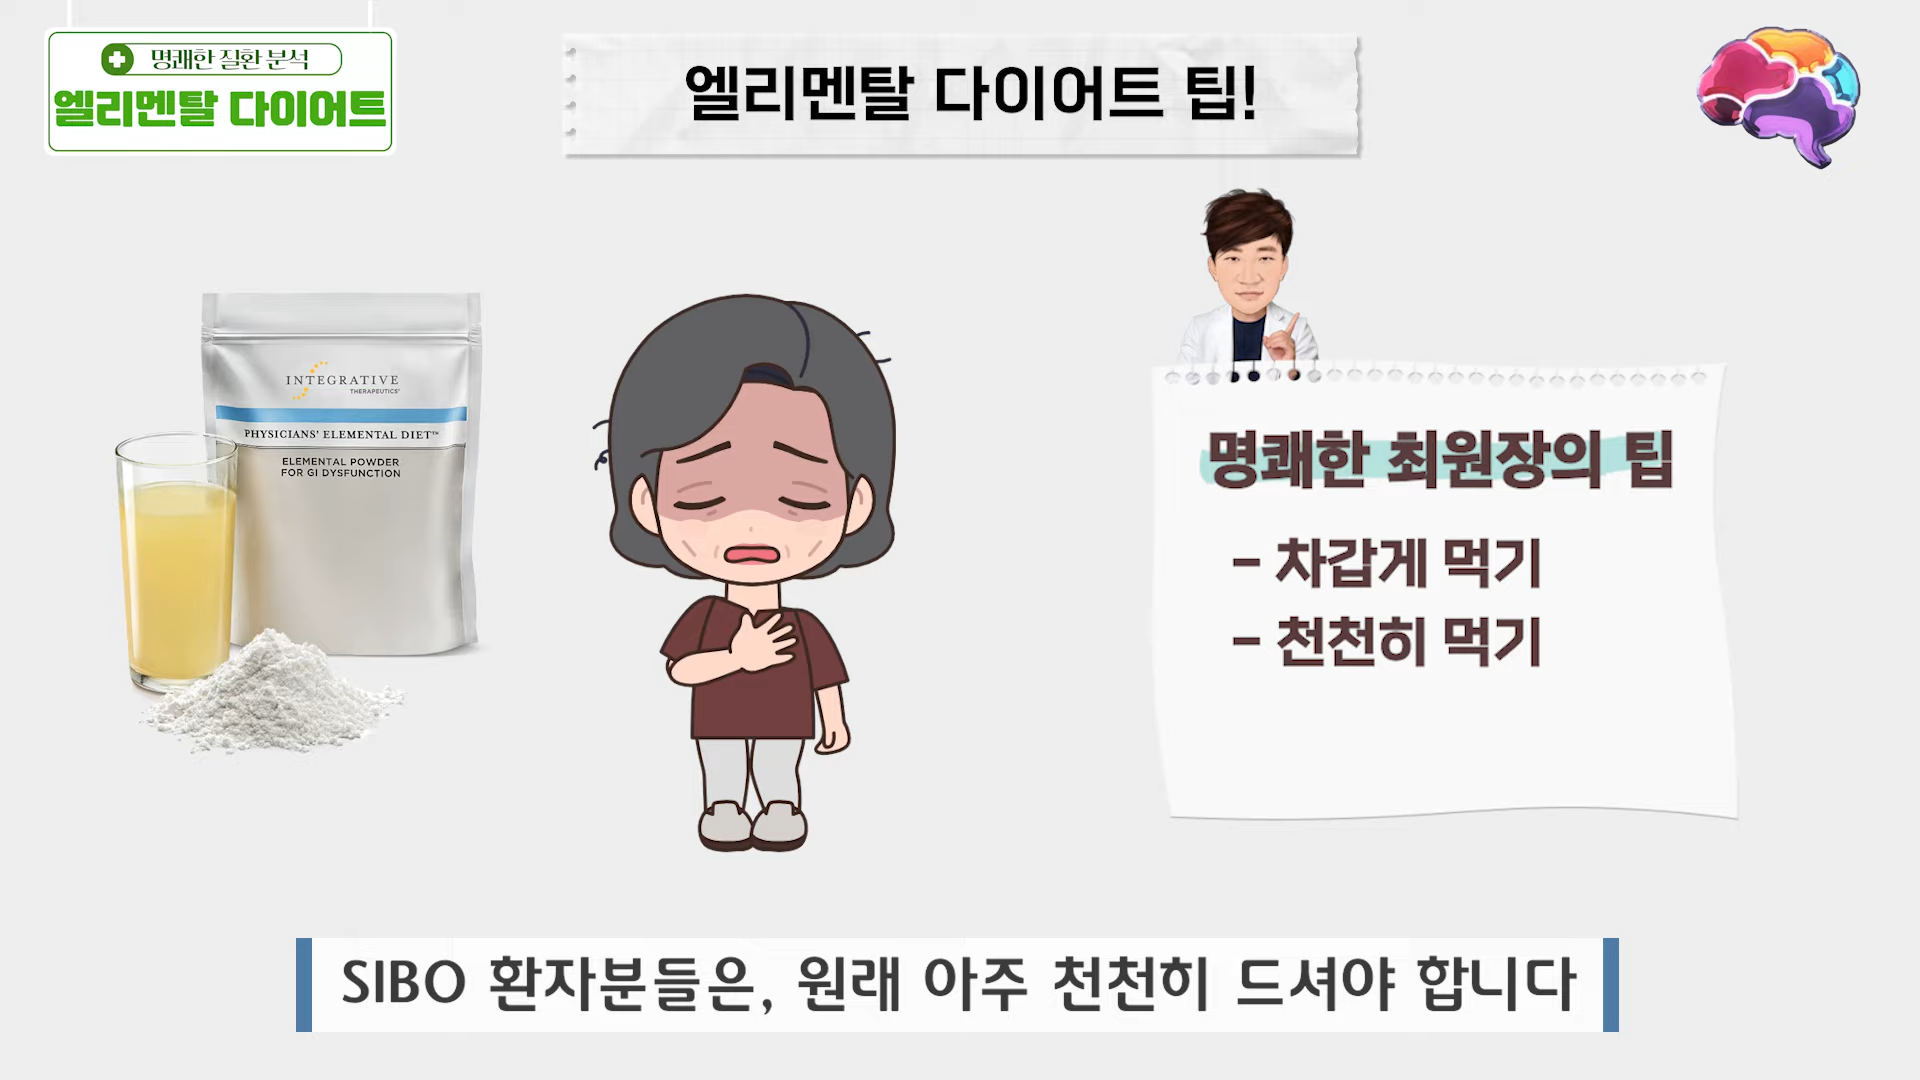 명쾌한 질환 분석
엘리멘탈 다이어트
엘리멘탈 다이어트 팁!
INTEGRATIVE
THERAPEUTICS
PHYSICIANS' ELEMENTAL DIET™
ELEMENTAL POWDER
FOR GI DYSFUNCTION
명쾌한 최원장의 팁
- 차갑게 먹기
- 천천히 먹기
SIBO 환자분들은, 원래 아주 천천히 드셔야 합니다